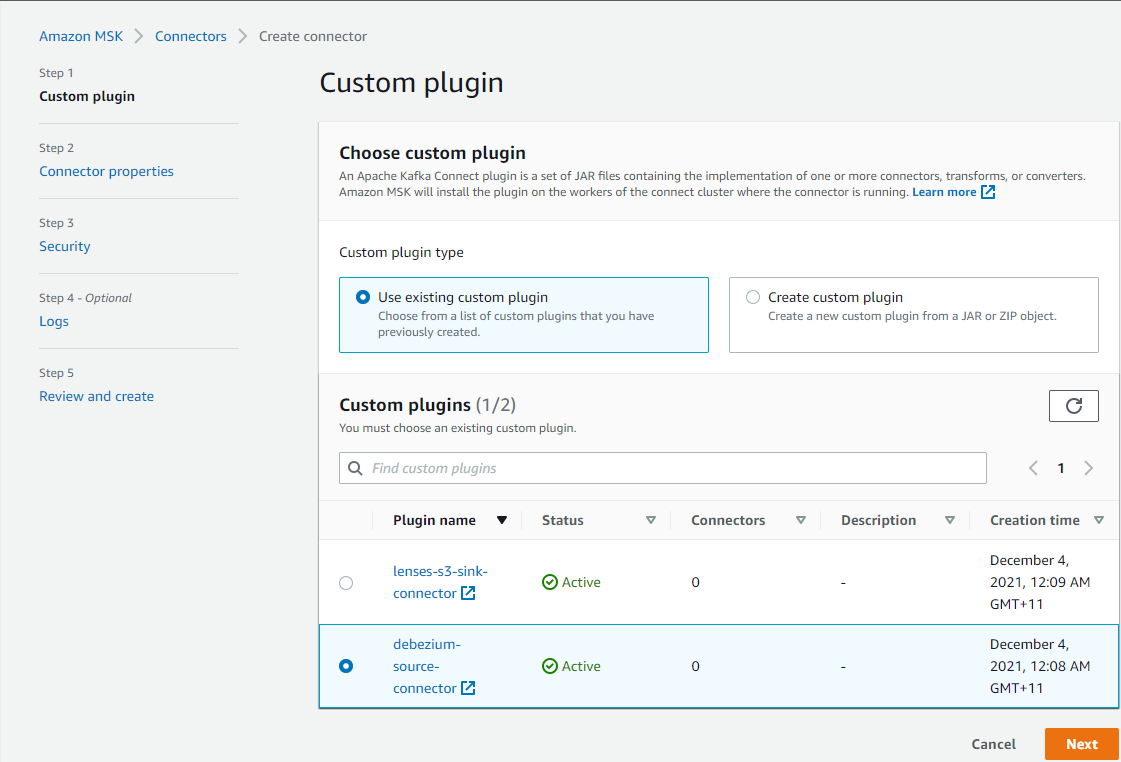 Amazon MSK > Connectors > Create connector
Step 1
Custom plugin
Step 2
Connector properties
Step 3
Security
Step 4 - Optional
Logs
Step 5
Review and create
Custom plugin
Choose custom plugin
An Apache Kafka Connect plugin is a set of JAR files containing the implementation of one or more connectors, transforms, or converters.
Amazon MSK will install the plugin on the workers of the connect cluster where the connector is running. Learn more
Custom plugin type
Use existing custom plugin
Choose from a list of custom plugins that you have
previously created.
Create custom plugin
Create a new custom plugin from a JAR or ZIP object.
Custom plugins (1/2)
You must choose an existing custom plugin.
Find custom plugins
1
Plugin name Status Connectors Description Creation time
lenses-s3-sink-
connector
Active
0
-
December 4,
2021, 12:09 AM
GMT+11
debezium-
source-
connector
Active
0
-
December 4,
2021, 12:08 AM
GMT+11
Cancel
Next